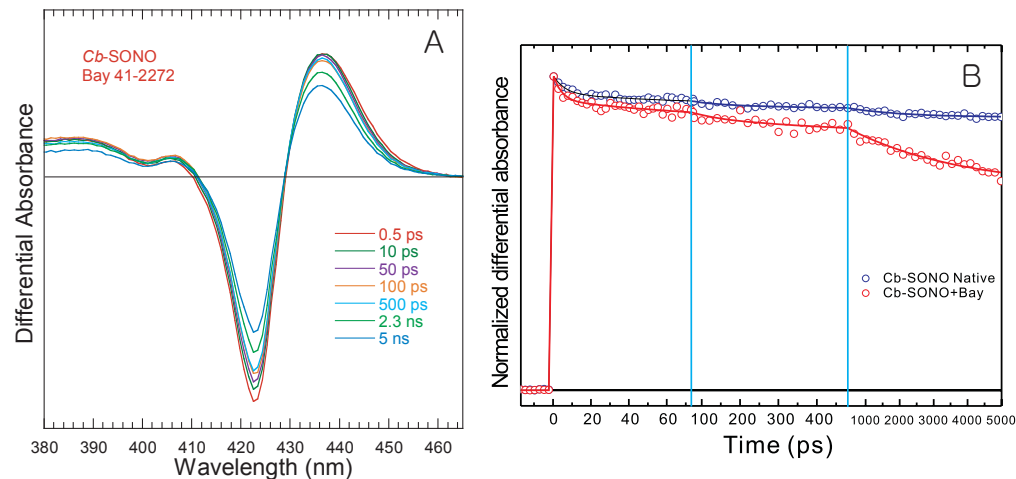 A
Cb-SONO
Bay 41-2272
Differential Absorbance
0.5 ps
10 ps
50 ps
100 ps
500 ps
2.3 ns
5 ns
380 390 400 410 420 430 440 450 460
Wavelength (nm)
B
Normalized differential absorbance
Cb-SONO Native
Cb-SONO+Bay
0 20 40 60 100 200 300 400 1000 2000 3000 4000 5000
Time (ps)